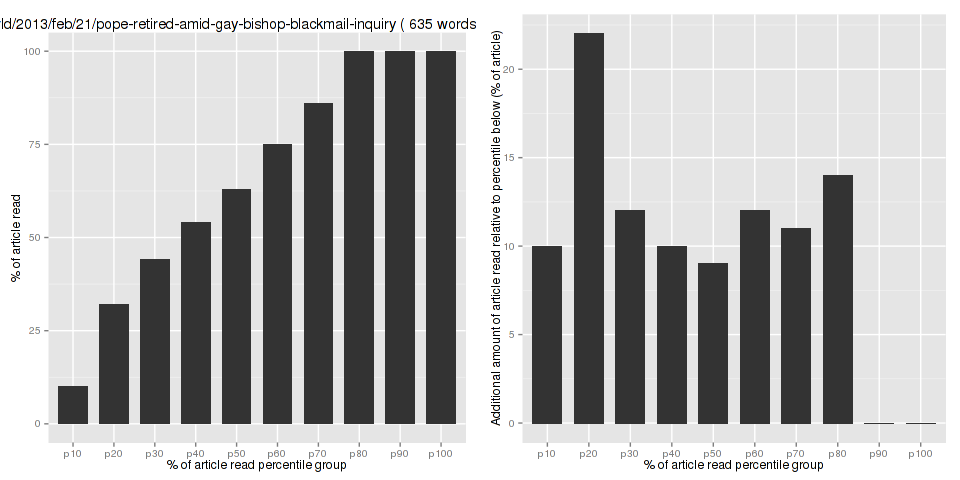 ld/2013/feb/21/pope-retired-amid-gay-bishop-blackmail-inquiry ( 635 words
% of article read
100
75
50
25
0
p10 p20 p30 p40 p50 p60 p70 p80 p90 p100
% of article read percentile group
Additional amount of article read relative to percentile below (% of article)
20
15
10
5
0
p10 p20 p30 p40 p50 p60 p70 p80 p90 p100
% of article read percentile group